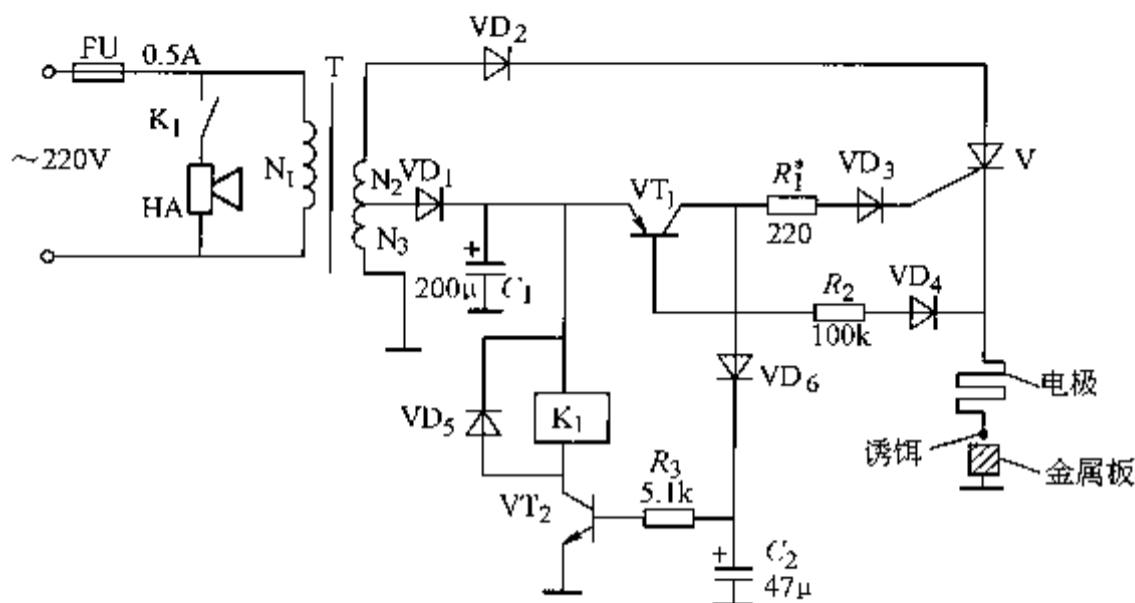 FU 0.5A
T
VD2
K1
～220V
HA
N1
N2
N3
VD1
200μ C1
VT1
R1*
220
VD3
V
R2
100k
VD4
VD5
K1
VD6
VT2
R3
5.1k
C2
47μ
电极
诱饵
金属板